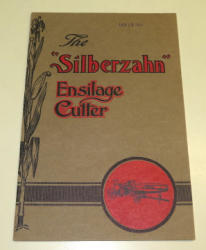 The
"Silberzahn"
Ensilage
Cutter